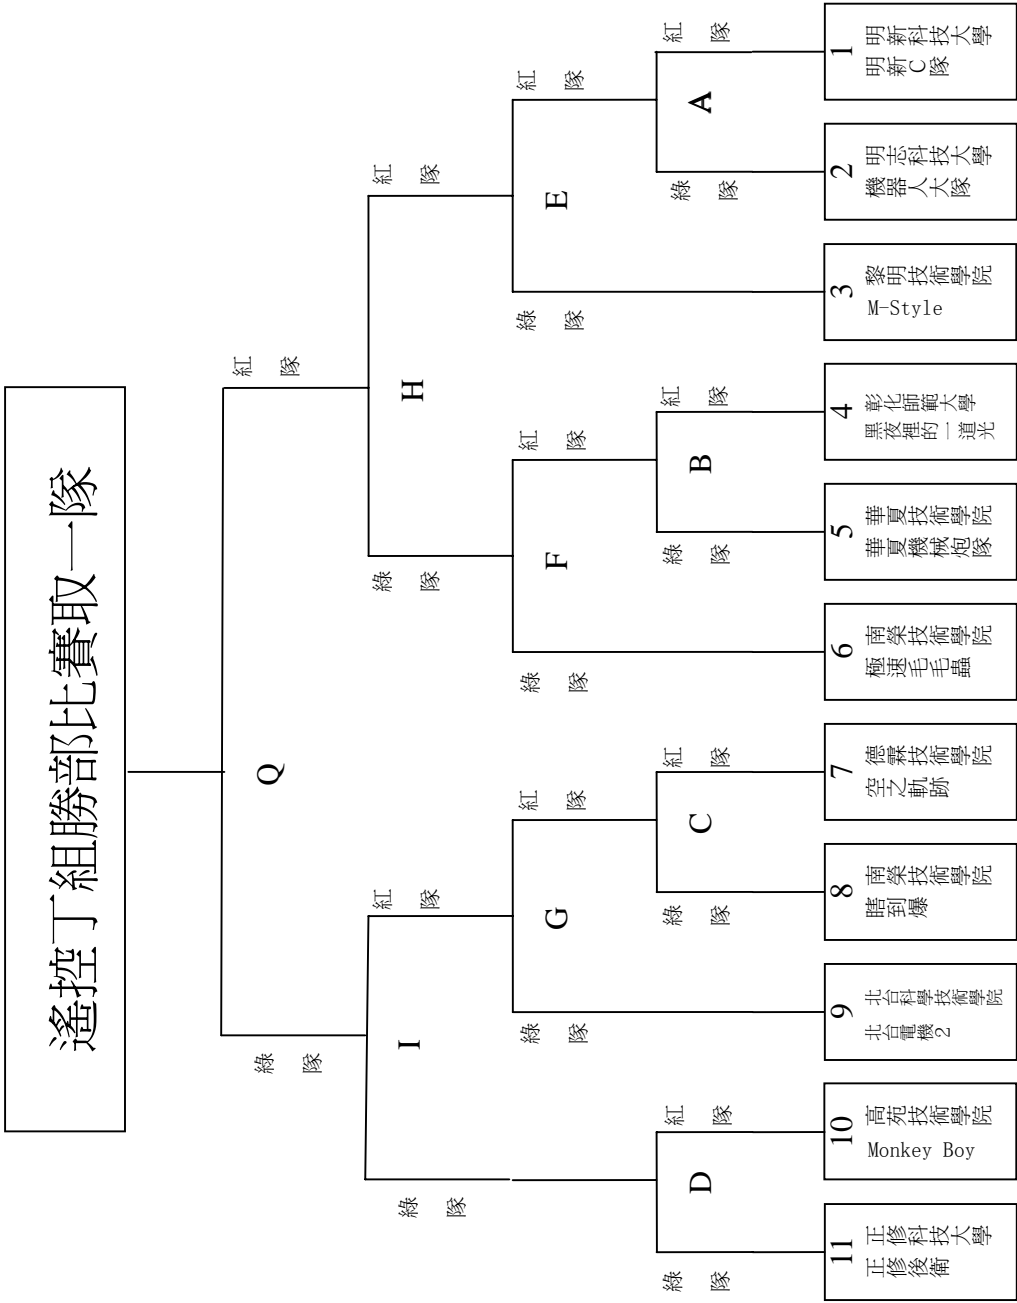 遙控丁組勝部比賽取一隊
Q
紅　隊
綠　隊
H
紅　隊
綠　隊
I
紅　隊
綠　隊
E
紅　隊
綠　隊
F
紅　隊
綠　隊
G
紅　隊
綠　隊
A
紅　隊
綠　隊
B
紅　隊
綠　隊
C
紅　隊
綠　隊
D
紅　隊
綠　隊
1
明新科技大學
明新C隊
2
明志科技大學
機器人大隊
3
黎明技術學院
M-Style
4
彰化師範大學
黑夜裡的一道光
5
華夏技術學院
華夏機械炮隊
6
南榮技術學院
極速毛毛蟲
7
德霖技術學院
空之軌跡
8
南榮技術學院
瞎到爆
9
北台科學技術學院
北台電機2
10
高苑技術學院
Monkey Boy
11
正修科技大學
正修後衛